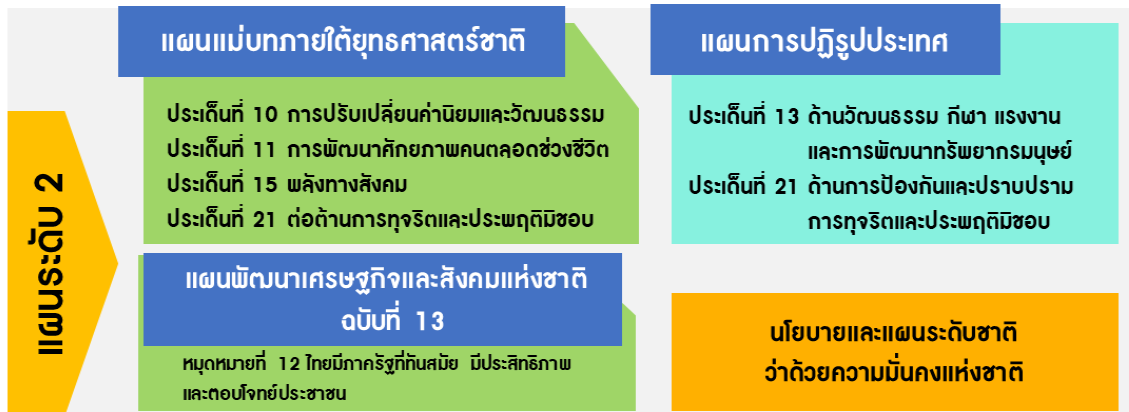 แผนระดับ 2
แผนแม่บทภายใต้ยุทธศาสตร์ชาติ
ประเด็นที่ 10 การปรับเปลี่ยนค่านิยมและวัฒนธรรม
ประเด็นที่ 11 การพัฒนาศักยภาพคนตลอดช่วงชีวิต
ประเด็นที่ 15 พลังทางสังคม
ประเด็นที่ 21 ต่อต้านการทุจริตและประพฤติมิชอบ
แผนการปฏิรูปประเทศ
ประเด็นที่ 13 ด้านวัฒนธรรม กีฬา แรงงาน
และการพัฒนาทรัพยากรมนุษย์
ประเด็นที่ 21 ด้านการป้องกันและปราบปราม
การทุจริตและประพฤติมิชอบ
แผนพัฒนาเศรษฐกิจและสังคมแห่งชาติ
ฉบับที่ 13
หมุดหมายที่ 12 ไทยมีภาครัฐที่ทันสมัย มีประสิทธิภาพ
และตอบโจทย์ประชาชน
นโยบายและแผนระดับชาติ
ว่าด้วยความมั่นคงแห่งชาติ